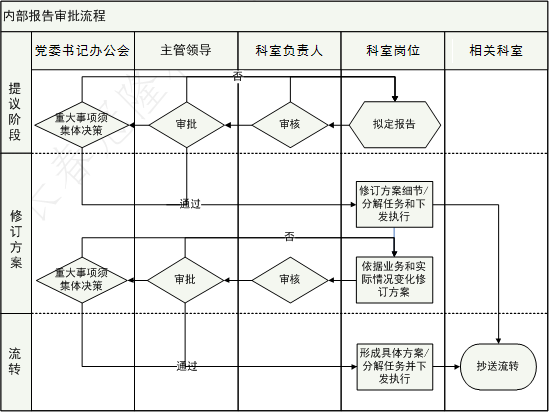 内部报告审批流程
党委书记办公会 主管领导 科室负责人 科室岗位 相关科室
提议阶段
否
重大事项须
集体决策
审批
审核
拟定报告
修订方案
通过
修订方案细节/
分解任务和下
发执行
否
重大事项须
集体决策
审批
审核
依据业务和实
际情况变化修
订方案
流转
通过
形成具体方案/
分解任务并下
发执行
抄送流转
长春
隆